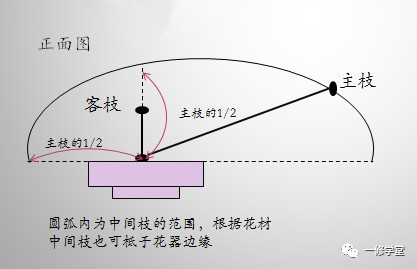 正面图
主枝
客枝
主枝的1/2
主枝的1/2
圆弧内为中间枝的范围，根据花材
中间枝也可抵于花器边缘
一修学堂